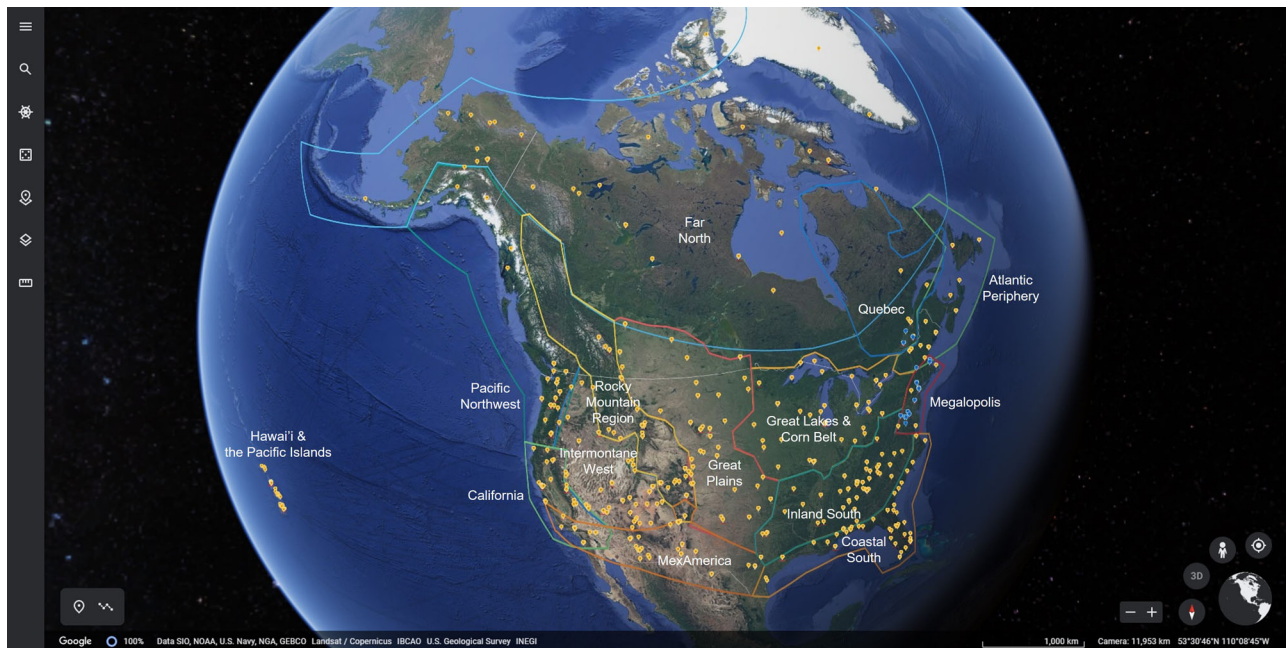 Far
North
Atlantic
Periphery
Quebec
Pacific
Northwest
Rocky
Mountain
Region
Megalopolis
Great Lakes &
Corn Belt
Hawai'i &
the Pacific Islands
Intermontane
West
Great
Plains
California
Inland South
Coastal
South
MexAmerica
3D
Google 100% Data SIO, NOAA, U.S. Navy, NGA, GEBCO Landsat / Copernicus IBCAO U.S. Geological Survey INEGI 1,000 km Camera: 11,953 km 53°30'46"N 110°08'45"W